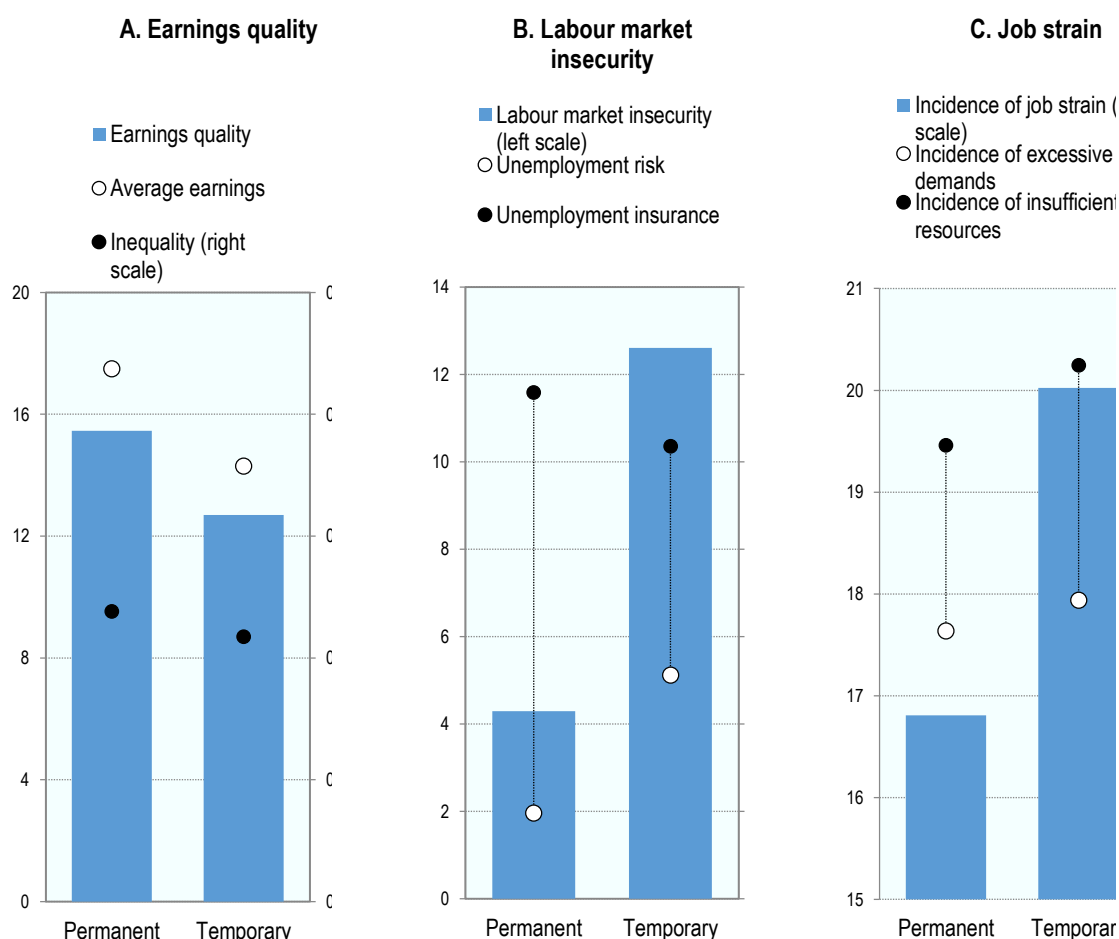 A. Earnings quality
Earnings quality
Average earnings
Inequality (right
scale)
20
16
12
8
4
0
Permanent
Temporary
B. Labour market
insecurity
Labour market insecurity
(left scale)
Unemployment risk
Unemployment insurance
14
12
10
8
6
4
2
0
Permanent
Temporary
C. Job strain
Incidence of job strain (
scale)
Incidence of excessive
demands
Incidence of insufficient
resources
21
20
19
18
17
16
15
Permanent
Temporar